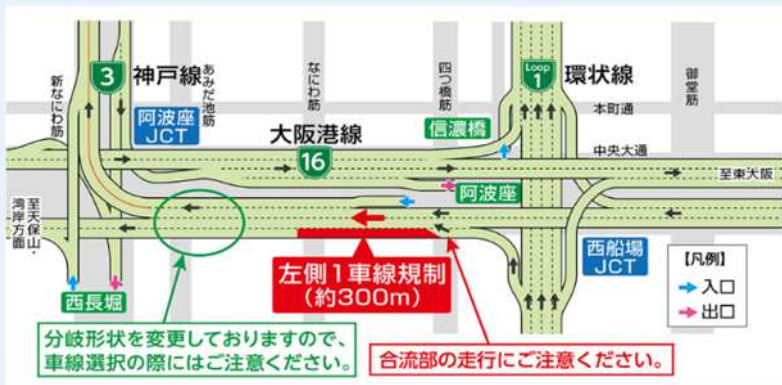 3
神戸線
新なにわ筋
あみだ池筋
なにわ筋
四つ橋筋
Loop
1
環状線
御堂筋
阿波座
JCT
大阪港線
16
信濃橋
本町通
中央大通
至東大阪
阿波座
至天保山・
湾岸方面
西船場
JCT
左側1車線規制
(約300m)
【凡例】
入口
出口
西長堀
分岐形状を変更しておりますので、
車線選択の際にはご注意ください。
合流部の走行にご注意ください。